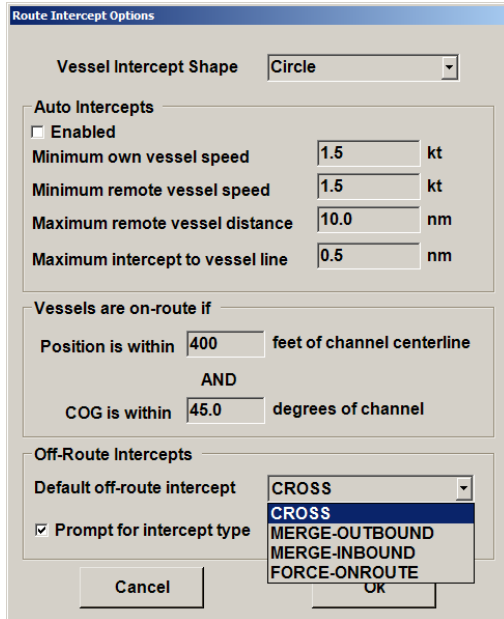 Route Intercept Options
Vessel Intercept Shape Circle
Auto Intercepts
Enabled
Minimum own vessel speed 1.5 kt
Minimum remote vessel speed 1.5 kt
Maximum remote vessel distance 10.0 nm
Maximum intercept to vessel line 0.5 nm
Vessels are on-route if
Position is within 400 feet of channel centerline
AND
COG is within 45.0 degrees of channel
Off-Route Intercepts
Default off-route intercept CROSS
CROSS
Prompt for intercept type MERGE-OUTBOUND
MERGE-INBOUND
FORCE-ONROUTE
Cancel Ok